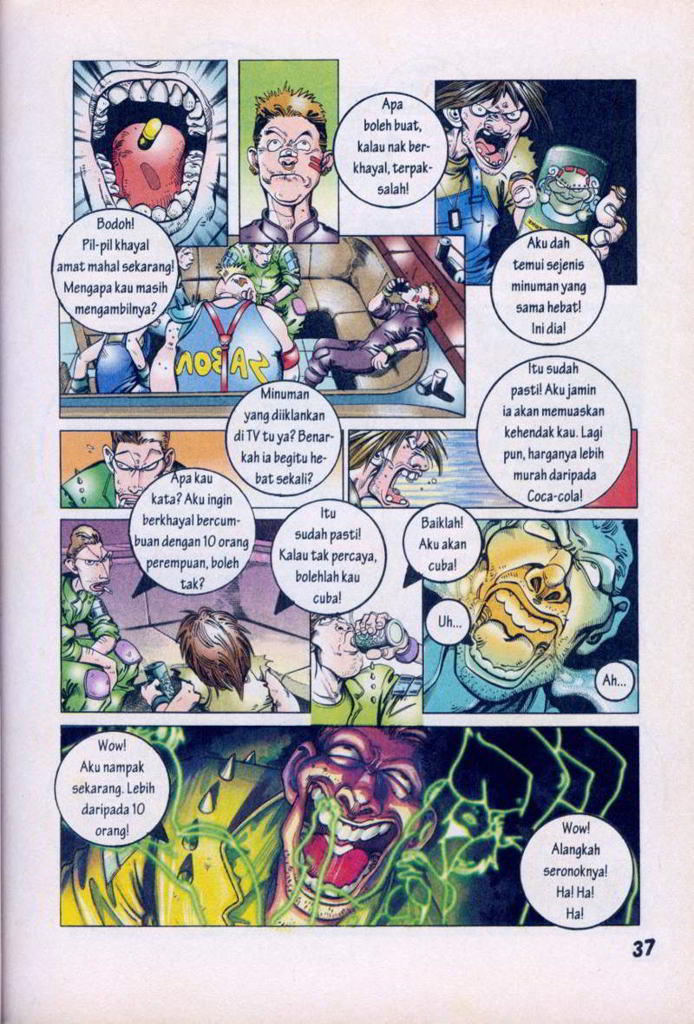 Apa
boleh buat,
kalau nak ber-
khayal, terpak-
salah!
Bodoh!
Pil-pil khayal
amat mahal sekarang!
Mengapa kau masih
mengambilnya?
Aku dah
temui sejenis
minuman yang
sama hebat!
Ini dia!
Minuman
yang diiklankan
di TV tu ya? Benar-
kah ia begitu he-
bat sekali?
Itu sudah
pasti! Aku jamin
ia akan memuaskan
kehendak kau. Lagi
pun, harganya lebih
murah daripada
Coca-cola!
Apa kau
kata? Aku ingin
berkhayal bercum-
buan dengan 10 orang
perempuan, boleh
tak?
Itu
sudah pasti!
Kalau tak percaya,
bolehlah kau
cuba!
Baiklah!
Aku akan
cuba!
Uh...
Ah...
Wow!
Aku nampak
sekarang. Lebih
daripada 10
orang!
Wow!
Alangkah
seronoknya!
Ha! Ha!
Ha!
37